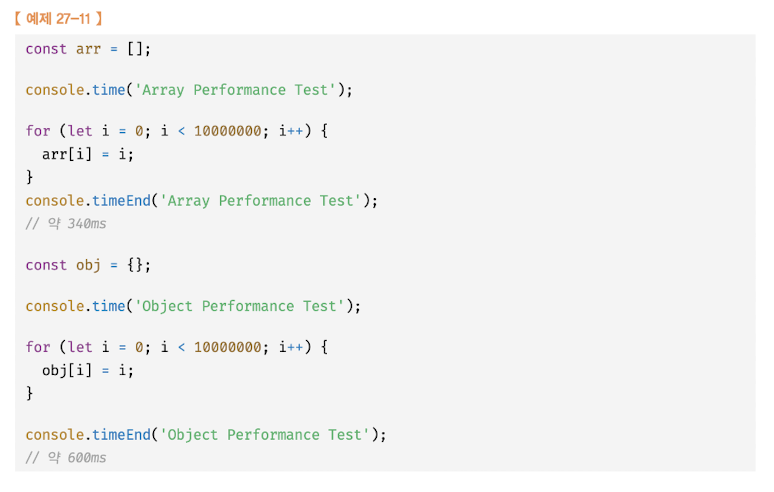 【 예제 27-11 】
const arr = [];
console.time('Array Performance Test');
for (let i = 0; i < 10000000; i++) {
  arr[i] = i;
}
console.timeEnd('Array Performance Test');
// 약 340ms
const obj = {};
console.time('Object Performance Test');
for (let i = 0; i < 10000000; i++) {
  obj[i] = i;
}
console.timeEnd('Object Performance Test');
// 약 600ms